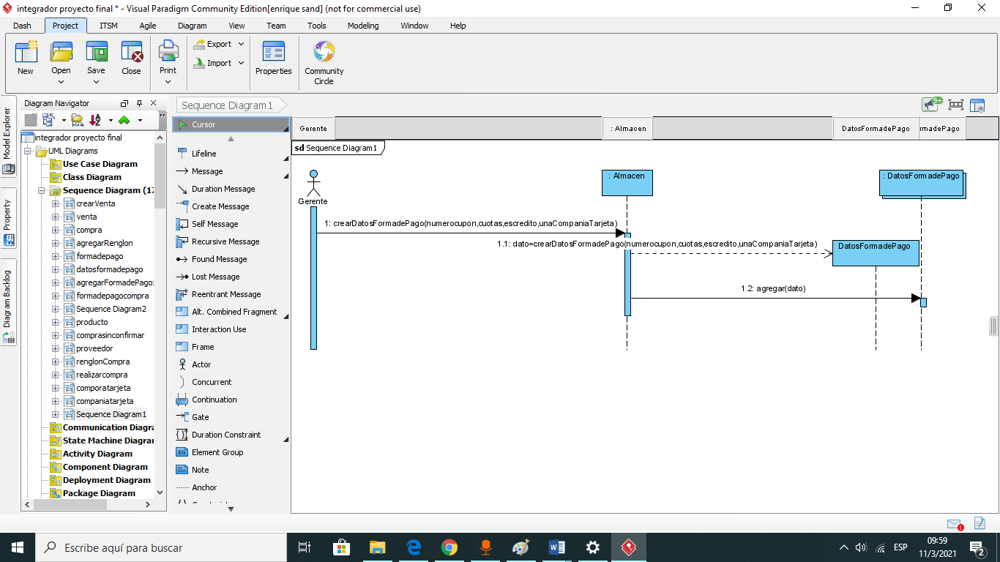 integrador proyecto final * - Visual Paradigm Community Edition[enrique sand] (not for commercial use)
Dash Project ITSM Agile Diagram View Team Tools Modeling Window Help
New Open Save Close Print Export Import Properties Community Circle
Model Explorer
Property
Diagram Backlog
Diagram Navigator
integrador proyecto final
UML Diagrams
Use Case Diagram
Class Diagram
Sequence Diagram (17
crearVenta
venta
compra
agregarRenglon
formadepago
datosformadepago
agregarFormadePago
formadepagocompra
Sequence Diagram2
producto
comprasinconfirmar
proveedor
renglonCompra
realizarcompra
comporatarjeta
companiatarjeta
Sequence Diagram1
Communication Diagra
State Machine Diagran
Activity Diagram
Component Diagram
Deployment Diagram
Package Diagram
Sequence Diagram1
9+
Cursor
Lifeline
Message
Duration Message
Create Message
Self Message
Recursive Message
Found Message
Lost Message
Reentrant Message
Alt. Combined Fragment
Interaction Use
Frame
Actor
Concurrent
Continuation
Gate
Duration Constraint
Element Group
Note
Anchor
Gerente : Almacen DatosFormadePago rmadePago
sd Sequence Diagram1
: Almacen
: DatosFormadePago
Gerente
1: crearDatosFormadePago(numerocupon,cuotas,escredito,unaCompaniaTarjeta)
1.1: dato=crearDatosFormadePago(numerocupon,cuotas,escredito,unaCompaniaTarjeta)
DatosFormadePago
1.2: agregar(dato)
1
Escribe aquí para buscar
ESP
09:59
11/3/2021
2